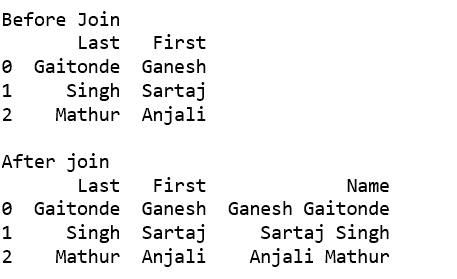 Before Join
       Last   First
0  Gaitonde  Ganesh
1     Singh  Sartaj
2    Mathur  Anjali

After join
       Last   First             Name
0  Gaitonde  Ganesh  Ganesh Gaitonde
1     Singh  Sartaj     Sartaj Singh
2    Mathur  Anjali    Anjali Mathur